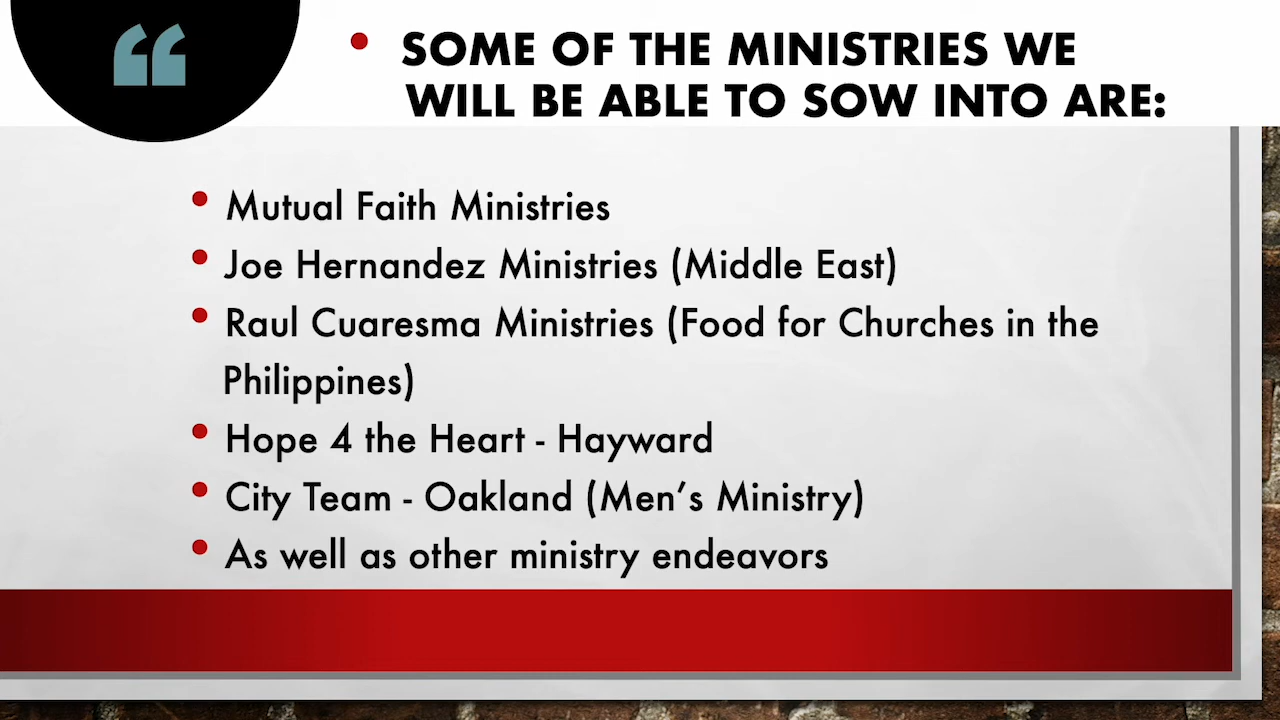 • SOME OF THE MINISTRIES WE
WILL BE ABLE TO SOW INTO ARE:
• Mutual Faith Ministries
• Joe Hernandez Ministries (Middle East)
• Raul Cuaresma Ministries (Food for Churches in the
Philippines)
• Hope 4 the Heart - Hayward
• City Team - Oakland (Men’s Ministry)
• As well as other ministry endeavors